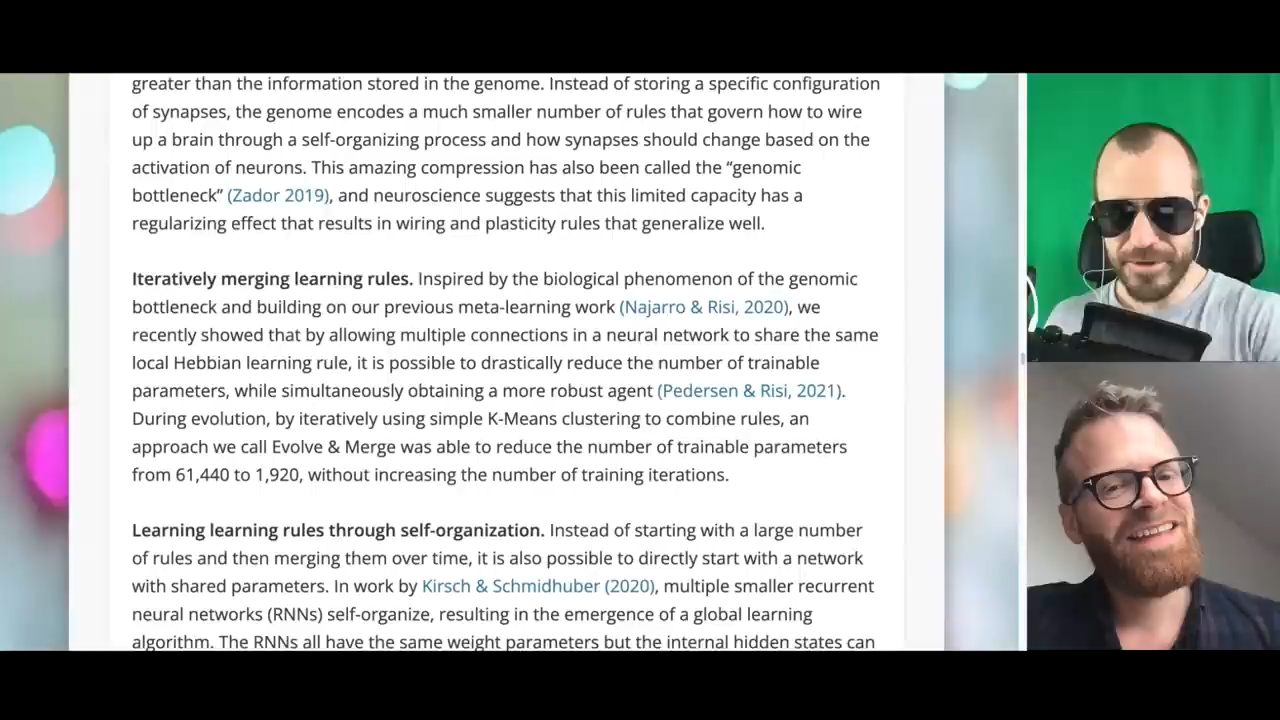 greater than the information stored in the genome. Instead of storing a specific configuration
of synapses, the genome encodes a much smaller number of rules that govern how to wire
up a brain through a self-organizing process and how synapses should change based on the
activation of neurons. This amazing compression has also been called the “genomic
bottleneck” (Zador 2019), and neuroscience suggests that this limited capacity has a
regularizing effect that results in wiring and plasticity rules that generalize well.
Iteratively merging learning rules. Inspired by the biological phenomenon of the genomic
bottleneck and building on our previous meta-learning work (Najarro & Risi, 2020), we
recently showed that by allowing multiple connections in a neural network to share the same
local Hebbian learning rule, it is possible to drastically reduce the number of trainable
parameters, while simultaneously obtaining a more robust agent (Pedersen & Risi, 2021).
During evolution, by iteratively using simple K-Means clustering to combine rules, an
approach we call Evolve & Merge was able to reduce the number of trainable parameters
from 61,440 to 1,920, without increasing the number of training iterations.
Learning learning rules through self-organization. Instead of starting with a large number
of rules and then merging them over time, it is also possible to directly start with a network
with shared parameters. In work by Kirsch & Schmidhuber (2020), multiple smaller recurrent
neural networks (RNNs) self-organize, resulting in the emergence of a global learning
algorithm. The RNNs all have the same weight parameters but the internal hidden states can